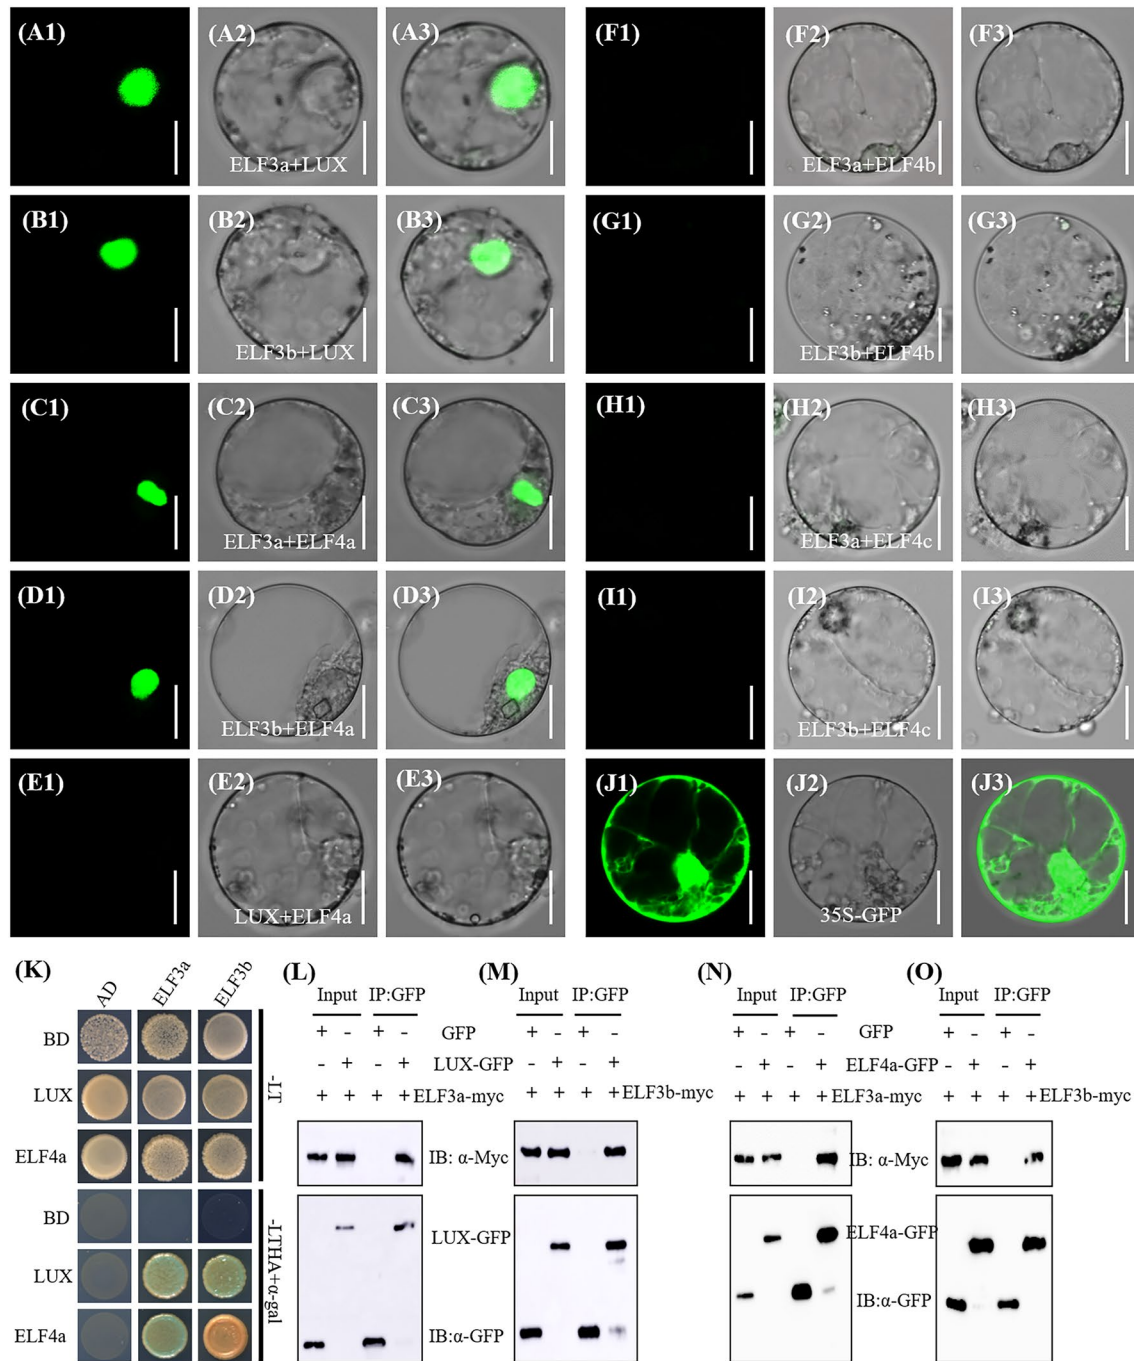 (A1) (A2) (A3) (F1) (F2) (F3)
ELF3a+LUX ELF3a+ELF4b
(B1) (B2) (B3) (G1) (G2) (G3)
ELF3b+LUX ELF3b+ELF4b
(C1) (C2) (C3) (H1) (H2) (H3)
ELF3a+ELF4a ELF3a+ELF4c
(D1) (D2) (D3) (I1) (I2) (I3)
ELF3b+ELF4a ELF3b+ELF4c
(E1) (E2) (E3) (J1) (J2) (J3)
LUX+ELF4a 35S-GFP
(K)
AD ELF3a ELF3b
BD
LUX
ELF4a
-LT
BD
LUX
ELF4a
-LTHA+α-gal
(L) (M)
Input IP:GFP Input IP:GFP
+ - + - GFP + - + -
- + - + LUX-GFP - + - +
+ + + + ELF3a-myc + + + + ELF3b-myc
IB: α-Myc
LUX-GFP
IB:α-GFP
(N) (O)
Input IP:GFP Input IP:GFP
+ - + - GFP + - + -
- + - + ELF4a-GFP - + - +
+ + + + ELF3a-myc + + + + ELF3b-myc
IB: α-Myc
ELF4a-GFP
IB:α-GFP